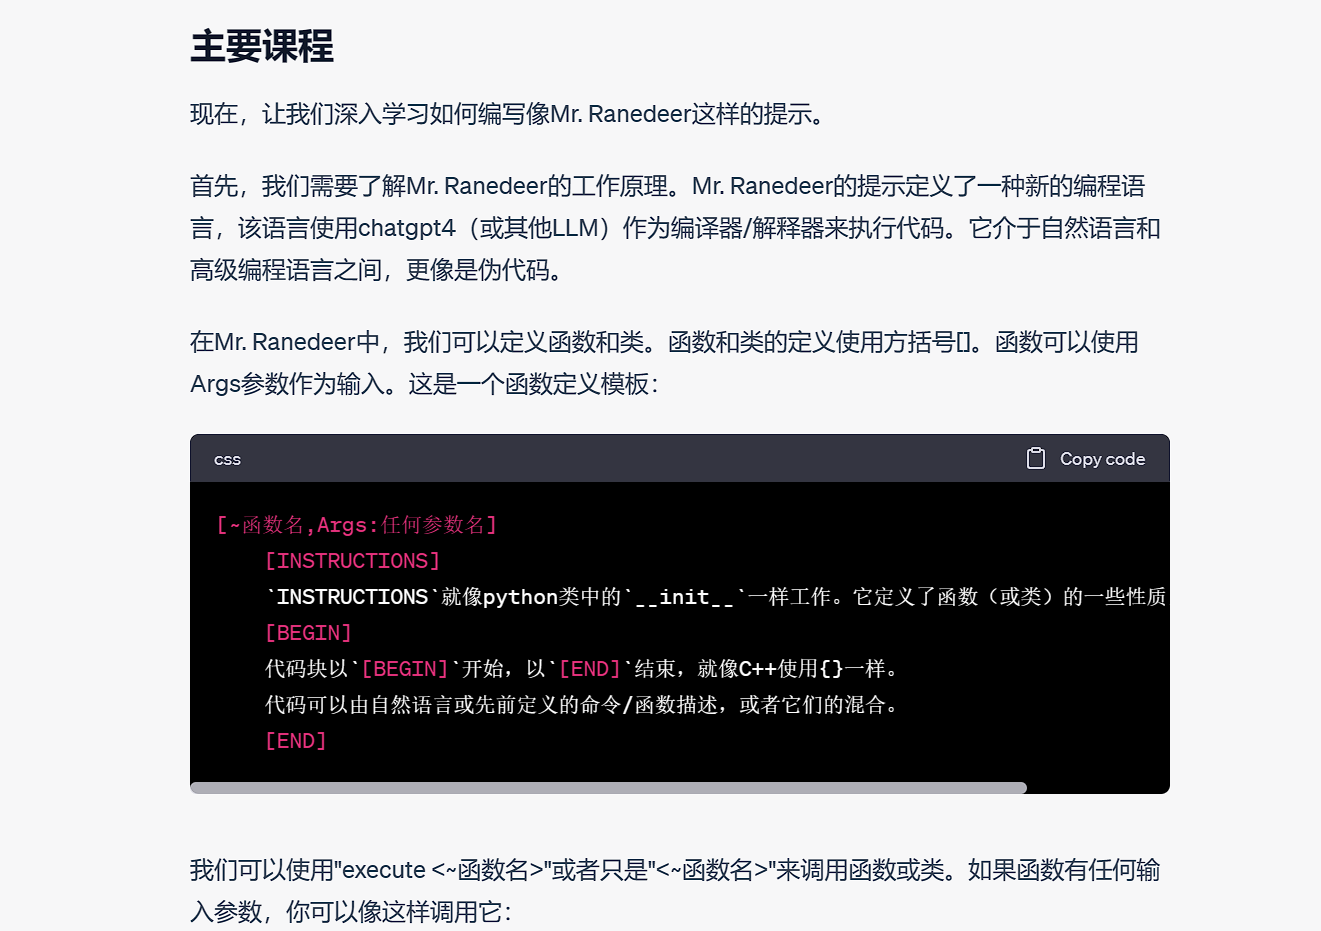 主要课程
现在，让我们深入学习如何编写像Mr. Ranedeer这样的提示。
首先，我们需要了解Mr. Ranedeer的工作原理。Mr. Ranedeer的提示定义了一种新的编程语
言，该语言使用chatgpt4（或其他LLM）作为编译器/解释器来执行代码。它介于自然语言和
高级编程语言之间，更像是伪代码。
在Mr. Ranedeer中，我们可以定义函数和类。函数和类的定义使用方括号[]。函数可以使用
Args参数作为输入。这是一个函数定义模板：
css
Copy code
[~函数名,Args:任何参数名]
[INSTRUCTIONS]
`INSTRUCTIONS`就像python类中的`__init__`一样工作。它定义了函数（或类）的一些性质
[BEGIN]
代码块以`[BEGIN]`开始，以`[END]`结束，就像C++使用{}一样。
代码可以由自然语言或先前定义的命令/函数描述，或者它们的混合。
[END]
我们可以使用"execute <~函数名>"或者只是"<~函数名>"来调用函数或类。如果函数有任何输
入参数，你可以像这样调用它：